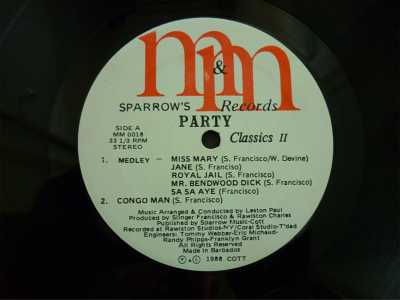 m&m
SPARROW'S Records
PARTY
Classics II
SIDE A
MM 0018
33 1/3 RPM
STEREO
1. MEDLEY — MISS MARY (S. Francisco/W. Devine)
JANE (S. Francisco)
ROYAL JAIL (S. Francisco)
MR. BENDWOOD DICK (S. Francisco)
SA SA AYE (Francisco)
2. CONGO MAN (S. Francisco)
Music Arranged & Conducted by Leston Paul
Produced by Slinger Francisco & Rawlston Charles
Published by Sparrow Music-Cott
Recorded at Rawlston Studios-NY/Coral Studio-T'dad
Engineers: Tommy Webber-Eric Michaud-
Randy Phipps-Franklyn Grant
All Rights Reserved
Made in Barbados
℗ & © 1988 COTT